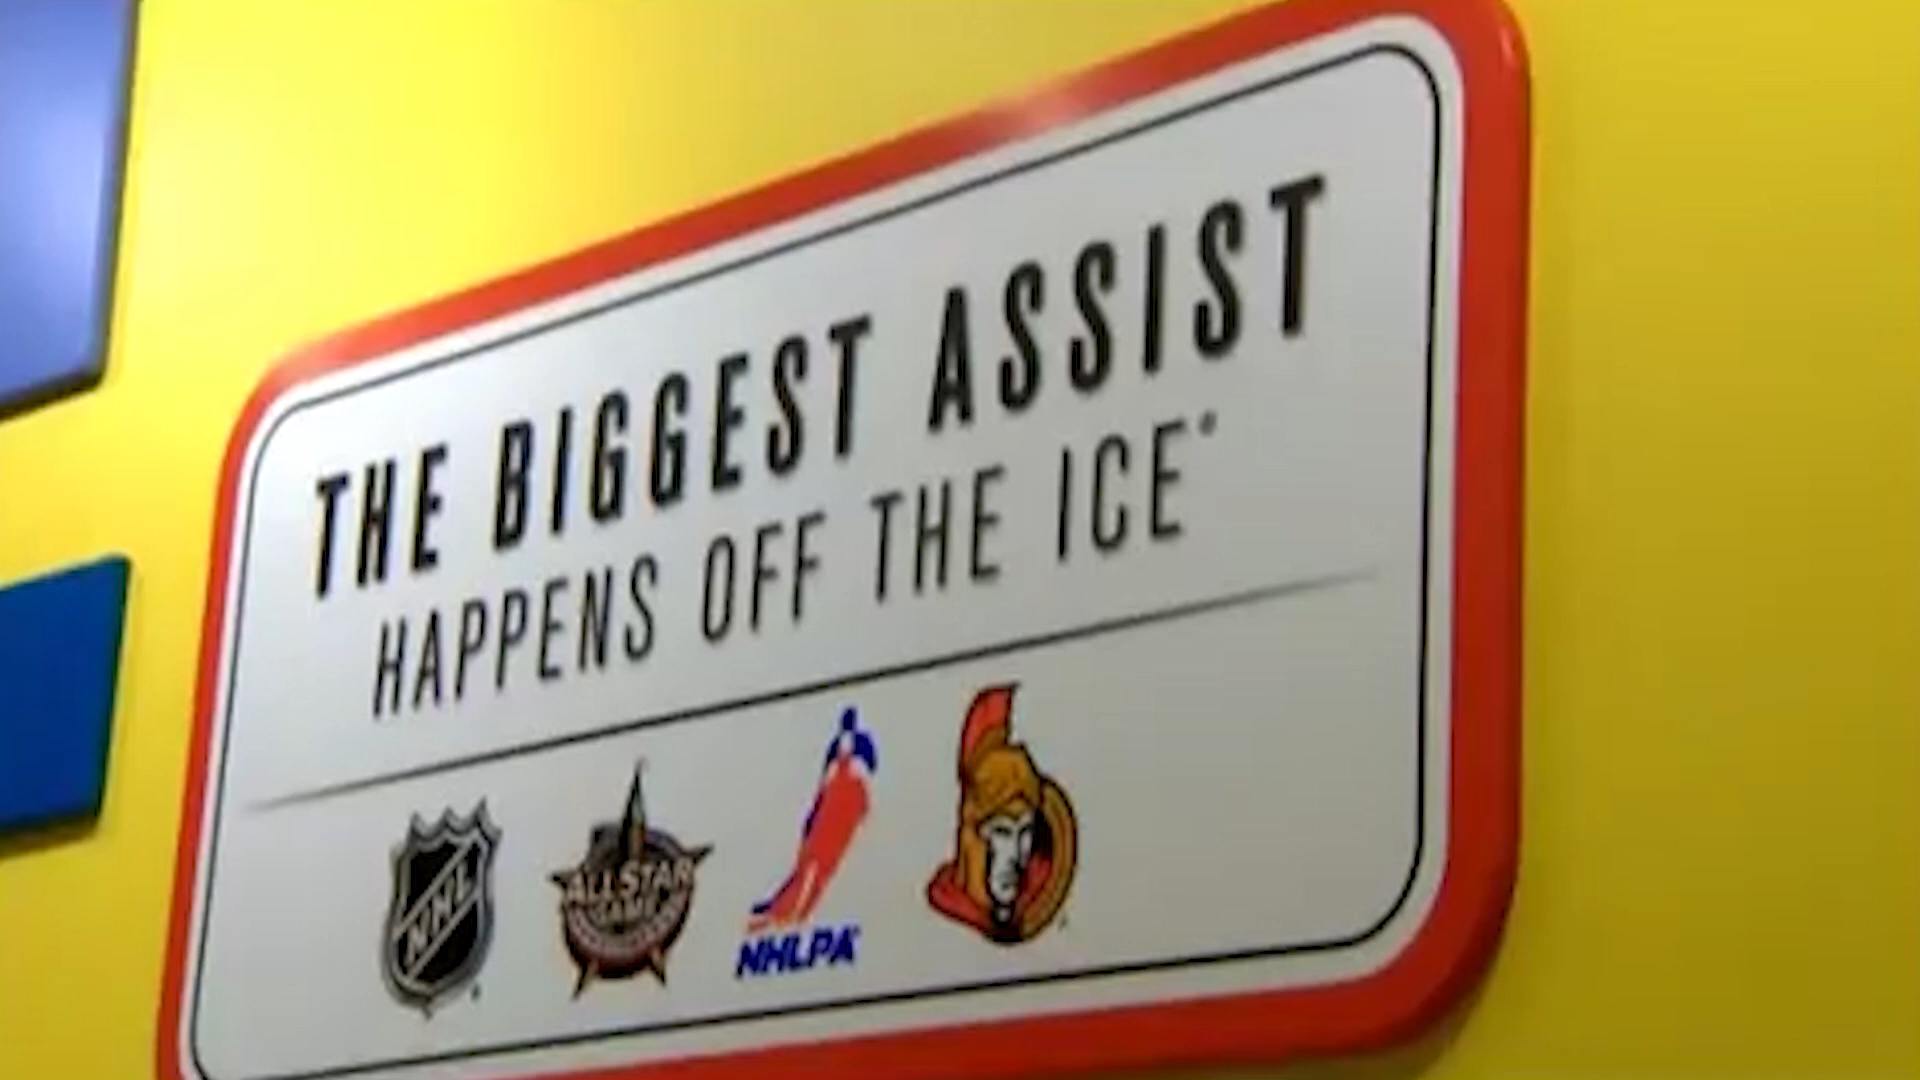 THE BIGGEST ASSIST
HAPPENS OFF THE ICE
NHL
ALL STAR
GAME
NHLPA